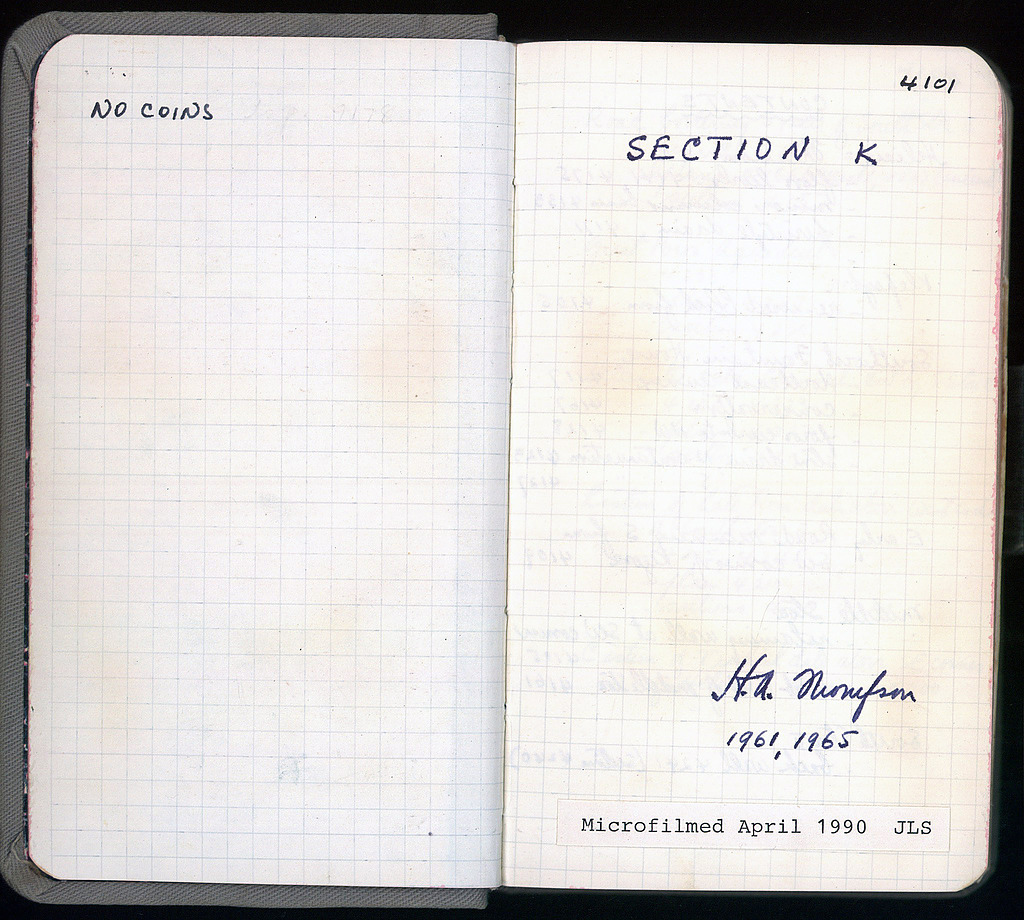 NO COINS
4101
SECTION K
H.A. Thompson
1961, 1965
Microfilmed April 1990 JLS